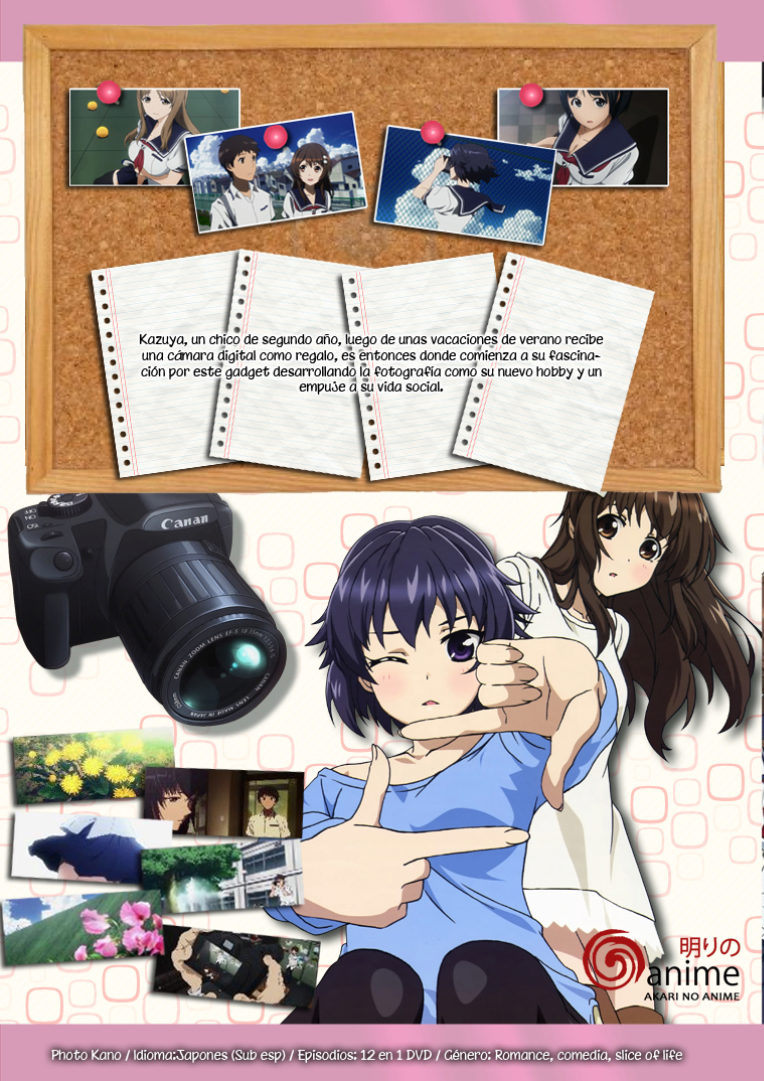 Kazuya, un chico de segundo año, luego de unas vacaciones de verano recibe
una cámara digital como regalo, es entonces donde comienza a su fascina-
ción por este gadget desarrollando la fotografía como su nuevo hobby y un
empuje a su vida social.
Canan
明りの
anime
AKARI NO ANIME
Photo Kano / Idioma:Japones (Sub esp) / Episodios: 12 en 1 DVD / Género: Romance, comedia, slice of life